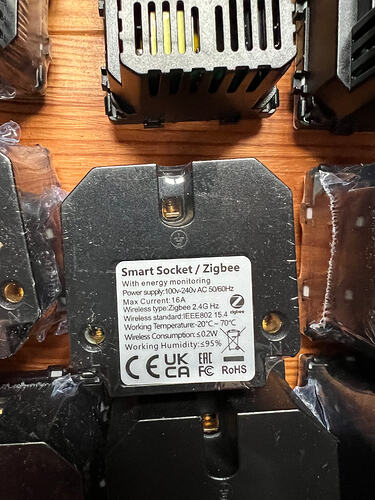 Smart Socket / Zigbee
With energy monitoring
Power supply:100v-240v AC 50/60Hz
Max Current:16A
Wireless type:Zigbee 2.4G Hz
zigbee
Wireless standard:IEEE802 15.4
Working Temperature:-20°C~ 70°C
Wireless Consumption:≤0.2W
Working Humidity:≤95%
CE UK CA EAC FC RoHS